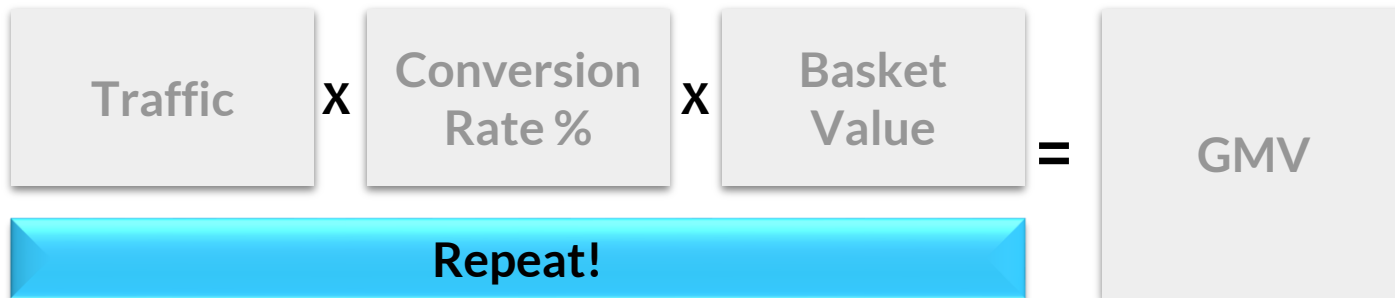 Traffic
X
Conversion
Rate %
X
Basket
Value
=
GMV
Repeat!